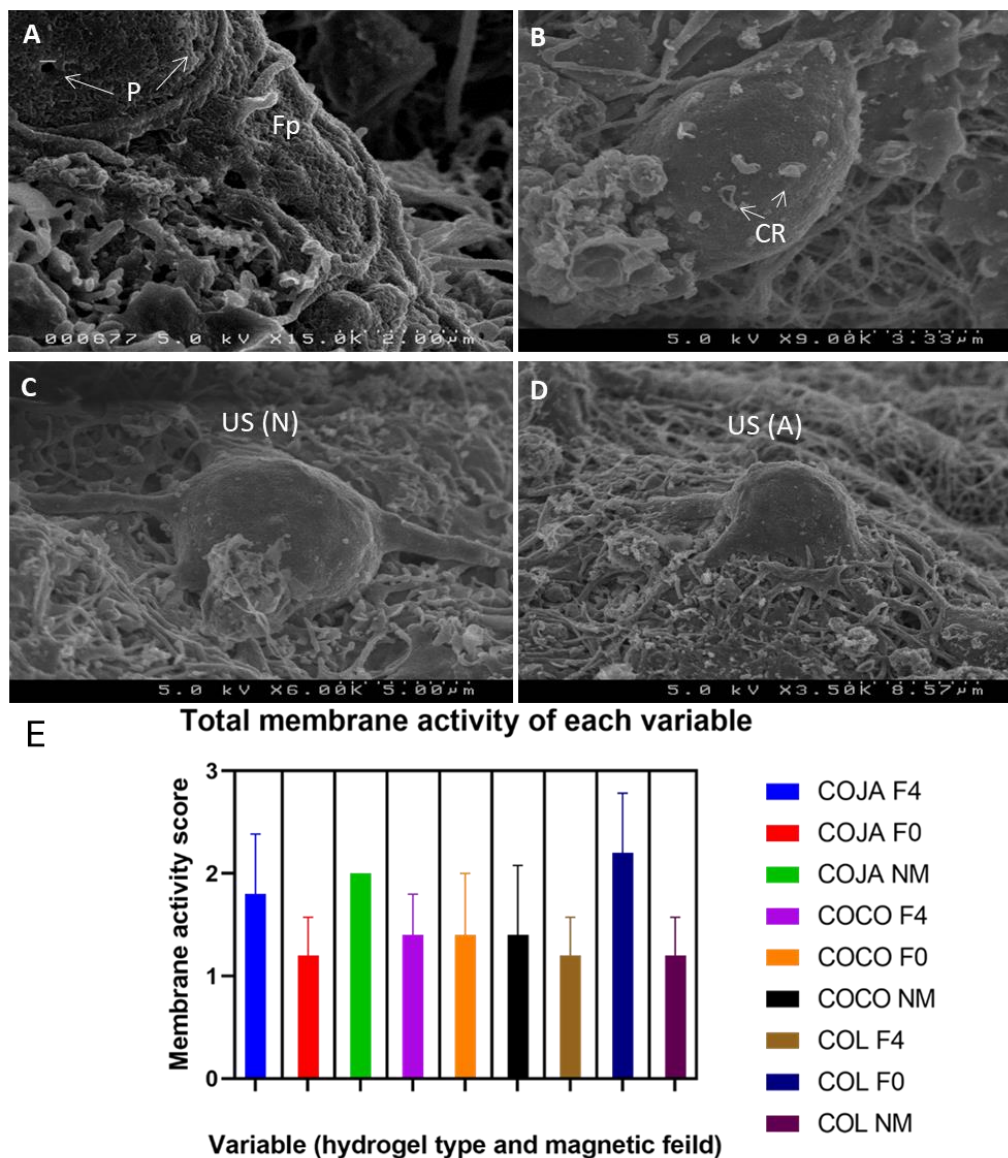 A
P
Fp
000677 5.0 kV X15.0K 2.00µm
B
CR
5.0 kV X9.00K 3.33µm
C
US (N)
5.0 kV X6.00K 5.00µm
D
US (A)
5.0 kV X3.50K 8.57µm
E
Total membrane activity of each variable
Membrane activity score
3
2
1
0
Variable (hydrogel type and magnetic feild)
COJA F4
COJA F0
COJA NM
COCO F4
COCO F0
COCO NM
COL F4
COL F0
COL NM